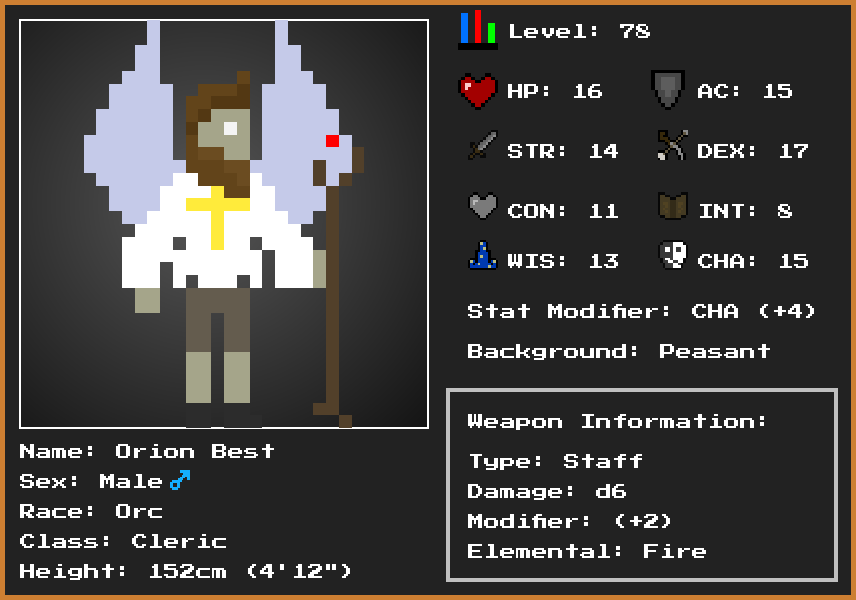 Level: 78
HP: 16 AC: 15
STR: 14 DEX: 17
CON: 11 INT: 8
WIS: 13 CHA: 15
Stat Modifier: CHA (+4)
Background: Peasant
Weapon Information:
Type: Staff
Damage: d6
Modifier: (+2)
Elemental: Fire
Name: Orion Best
Sex: Male ♂
Race: Orc
Class: Cleric
Height: 152cm (4'12")